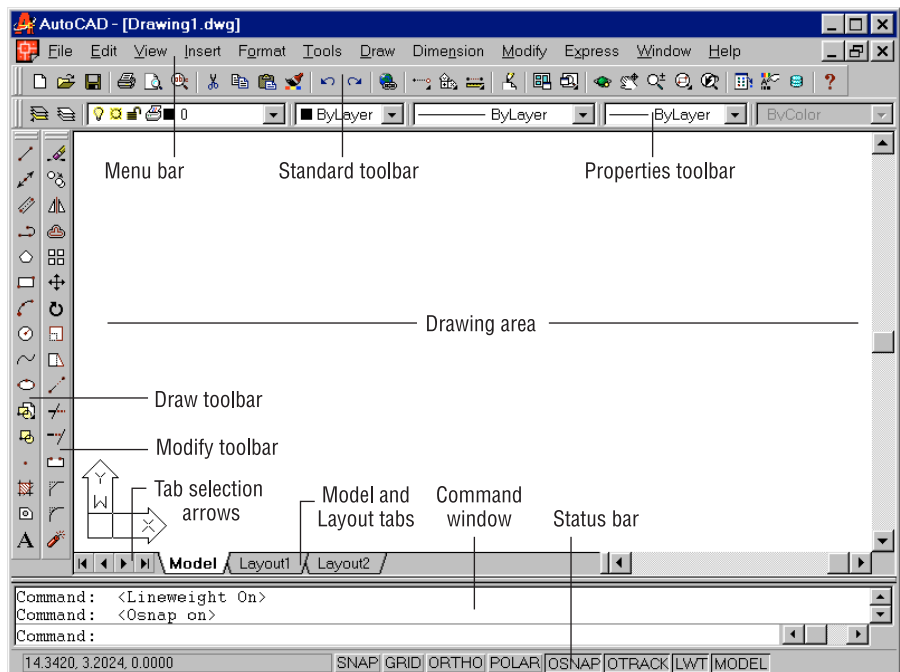 AutoCAD - [Drawing1.dwg]
File Edit View Insert Format Tools Draw Dimension Modify Express Window Help
0 ByLayer ByLayer ByLayer ByColor
Menu bar Standard toolbar Properties toolbar
Drawing area
Draw toolbar
Modify toolbar
Tab selection
arrows
Model and
Layout tabs
Command
window
Status bar
Y
W
X
A
Model Layout1 Layout2
Command: <Lineweight On>
Command: <Osnap on>
Command:
14.3420, 3.2024, 0.0000 SNAP GRID ORTHO POLAR OSNAP OTRACK LWT MODEL